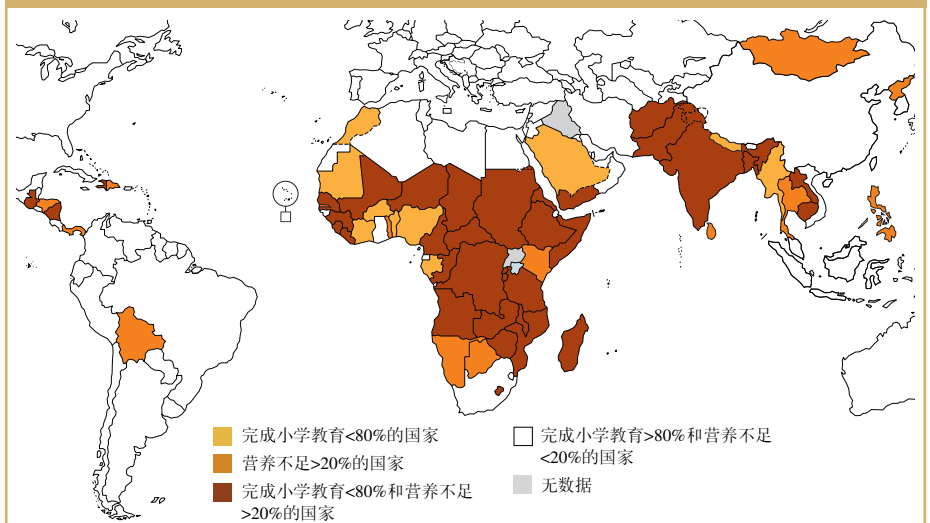 完成小学教育<80%的国家
营养不足>20%的国家
完成小学教育<80%和营养不足
>20%的国家
完成小学教育>80%和营养不足
<20%的国家
无数据